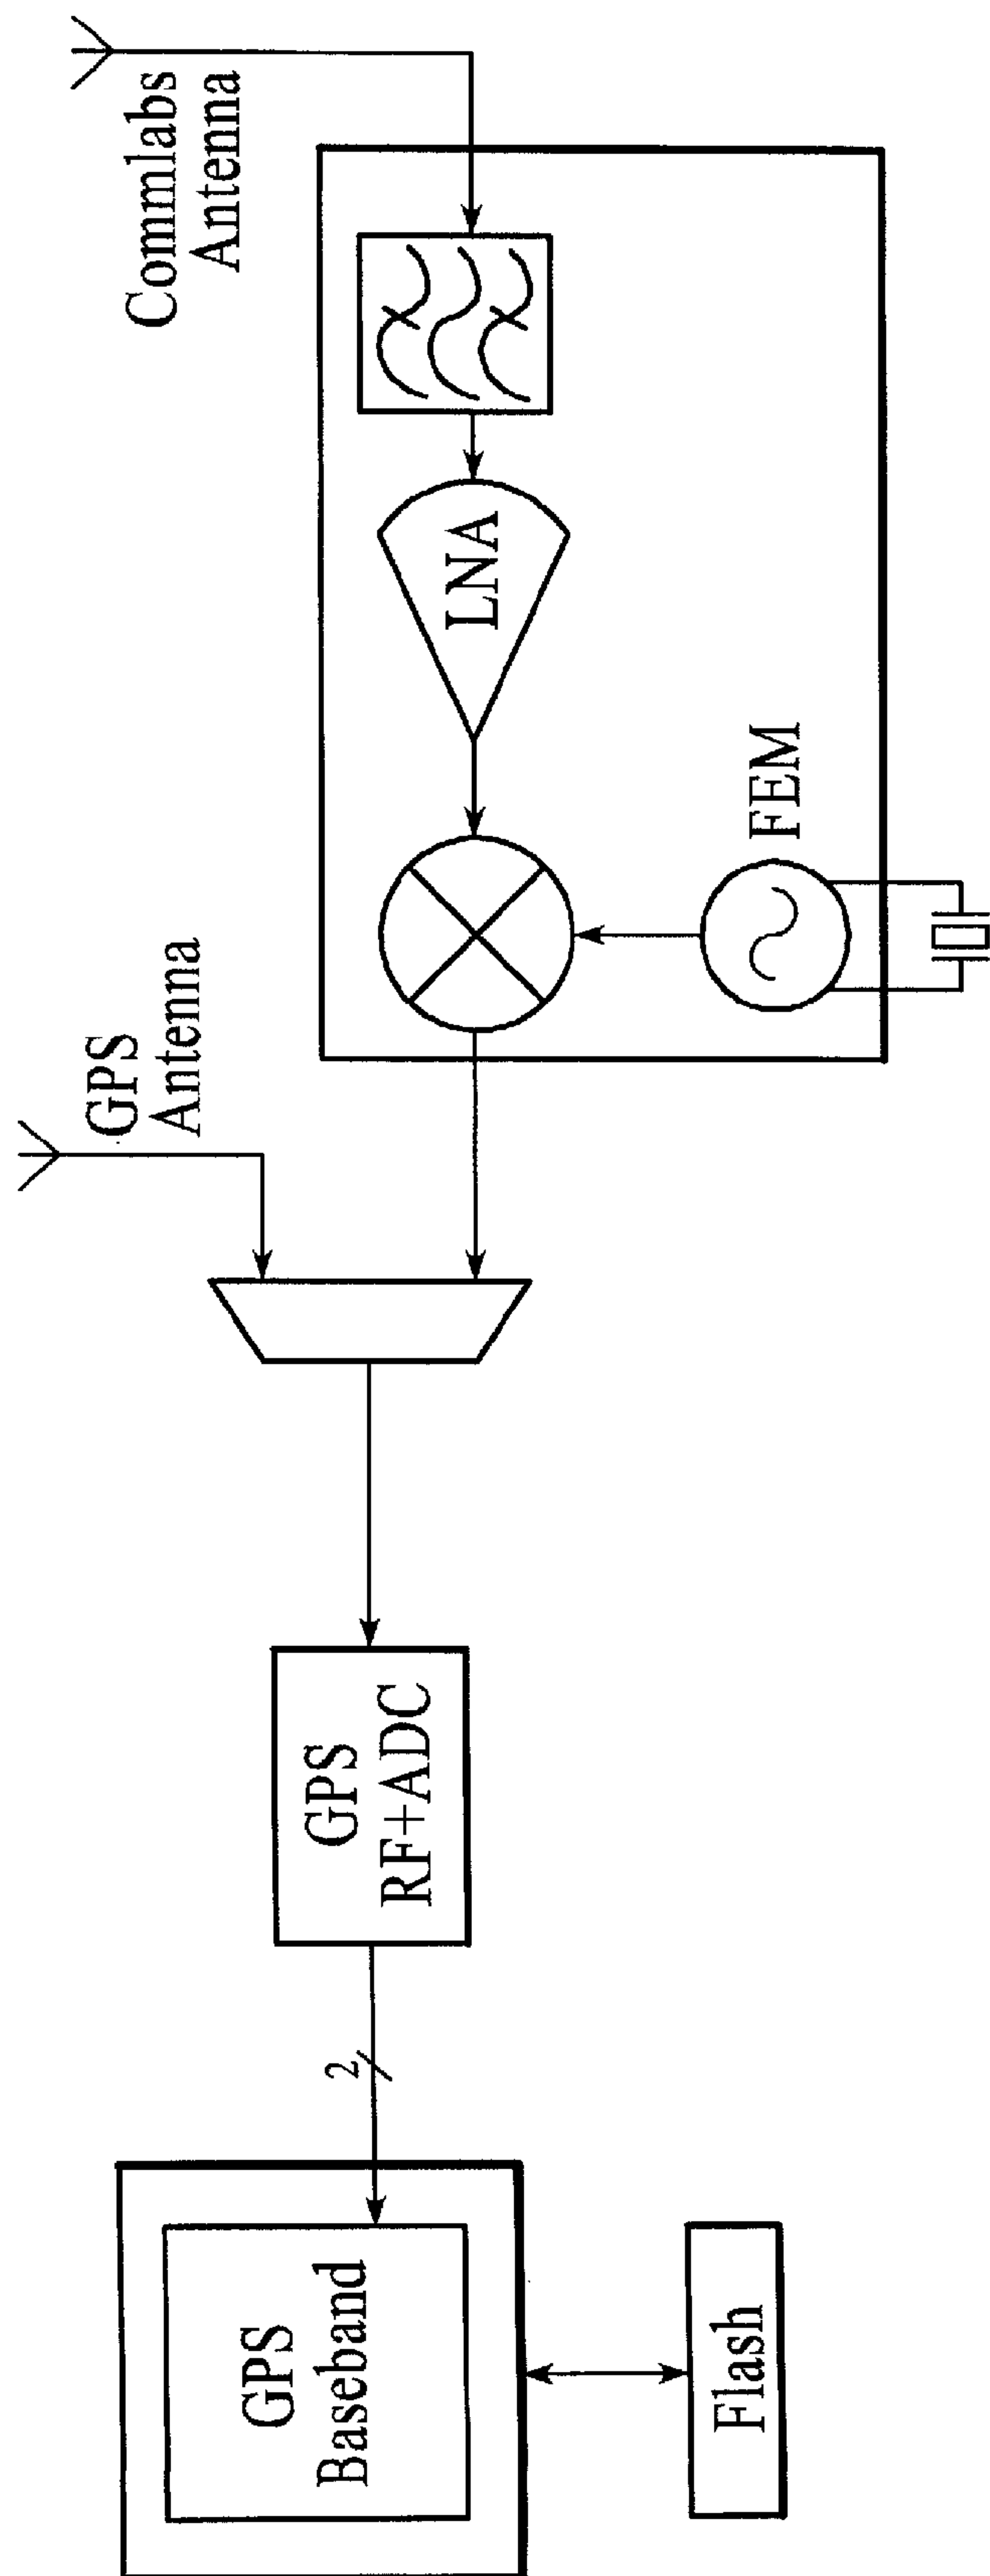 Commlabs
Antenna
LNA
FEM
GPS
Antenna
GPS
RF+ADC
2
GPS
Baseband
Flash